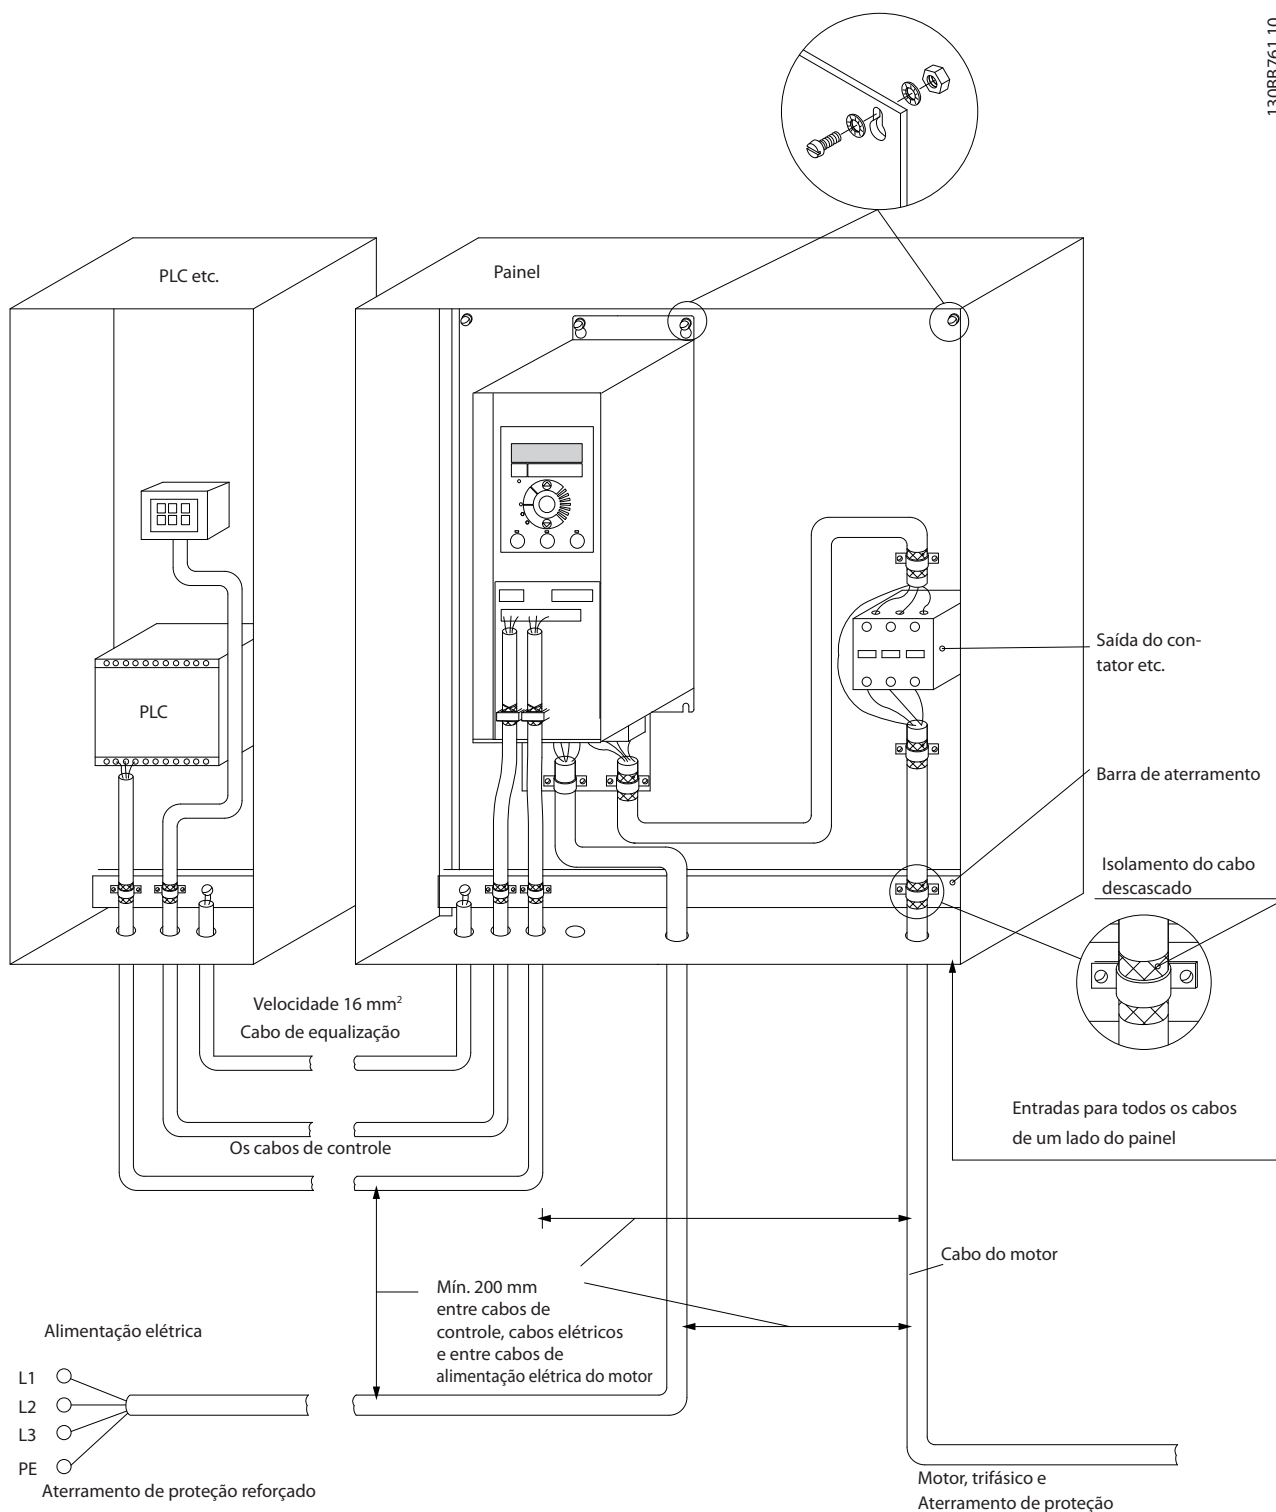 130BB761.10
PLC etc.
Painel
Saída do con-
tator etc.
PLC
Barra de aterramento
Isolamento do cabo
descascado
Velocidade 16 mm²
Cabo de equalização
Entradas para todos os cabos
de um lado do painel
Os cabos de controle
Cabo do motor
Mín. 200 mm
entre cabos de
controle, cabos elétricos
e entre cabos de
alimentação elétrica do motor
Alimentação elétrica
L1
L2
L3
PE
Aterramento de proteção reforçado
Motor, trifásico e
Aterramento de proteção